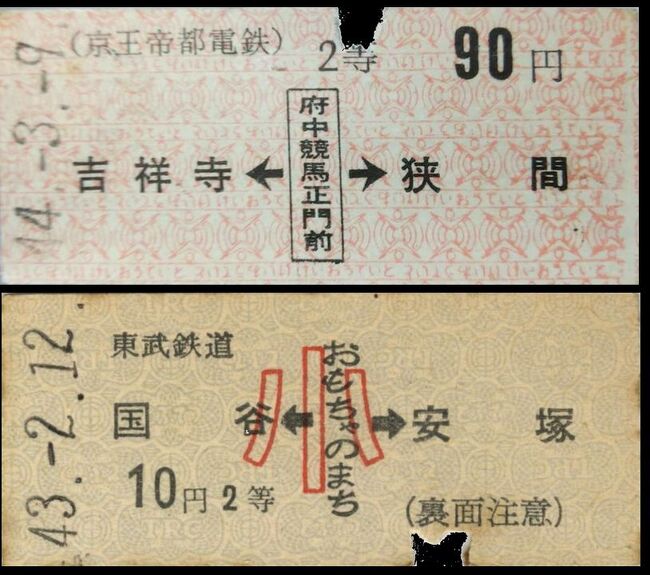 44.-3.-9
(京王帝都電鉄)
2等 90円
府中競馬正門前
吉祥寺←→狭間
43.-2.12
東武鉄道
小
おもちゃのまち
国谷←→安塚
10円2等
(裏面注意)